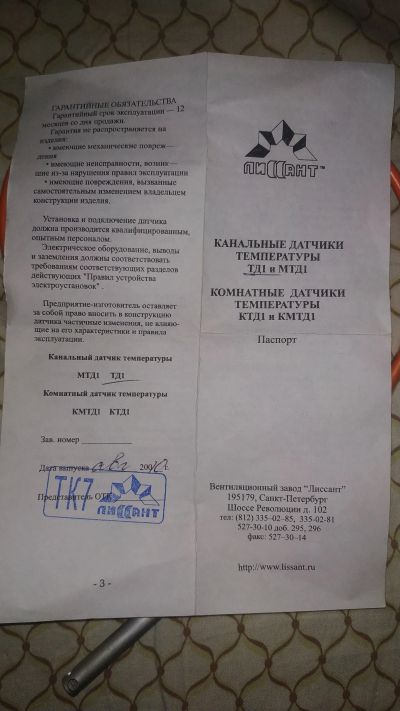 ГАРАНТИЙНЫЕ ОБЯЗАТЕЛЬСТВА
Гарантийный срок эксплуатации — 12
месяцев со дня продажи.
Гарантия не распространяется на
изделия:
• имеющие механические повреж-
дения
• имеющие неисправности, возник-
шие из-за нарушения правил эксплуатации
• имеющие повреждения, вызванные
самостоятельным изменением владельцем
конструкции изделия.
Установка и подключение датчика
должна производится квалифицированным,
опытным персоналом.
Электрическое оборудование, выводы
и заземления должны соответствовать
требованиям соответствующих разделов
действующих "Правил устройства
электроустановок".
Предприятие-изготовитель оставляет
за собой право вносить в конструкцию
датчика частичные изменения, не влияю-
щие на его характеристики и правила
эксплуатации.
Канальный датчик температуры
МТД1 ТД1
Комнатный датчик температуры
КМТД1 КТД1
Зав. номер
Дата выпуска авг 200 г.
Представитель ОТК
ТК7 ЛИССАНТ
- 3 -
ЛИССАНТ™
КАНАЛЬНЫЕ ДАТЧИКИ
ТЕМПЕРАТУРЫ
ТД1 и МТД1
КОМНАТНЫЕ ДАТЧИКИ
ТЕМПЕРАТУРЫ
КТД1 и КМТД1
Паспорт
Вентиляционный завод "Лиссант"
195179, Санкт-Петербург
Шоссе Революции д. 102
тел: (812) 335-02-85, 335-02-81
527-30-10 доб. 295, 296
факс: 527-30-14
http://www.lissant.ru